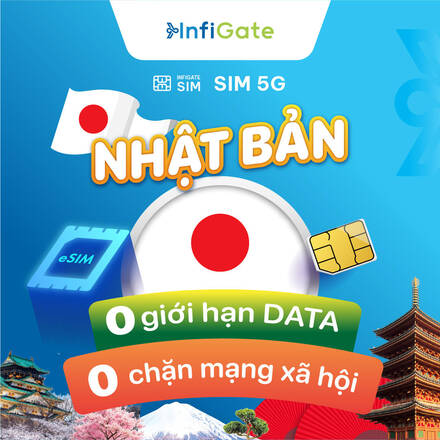 InfiGate
INFIGATE
SIM
SIM 5G
NHẬT BẢN
eSIM
0 giới hạn DATA
0 chặn mạng xã hội